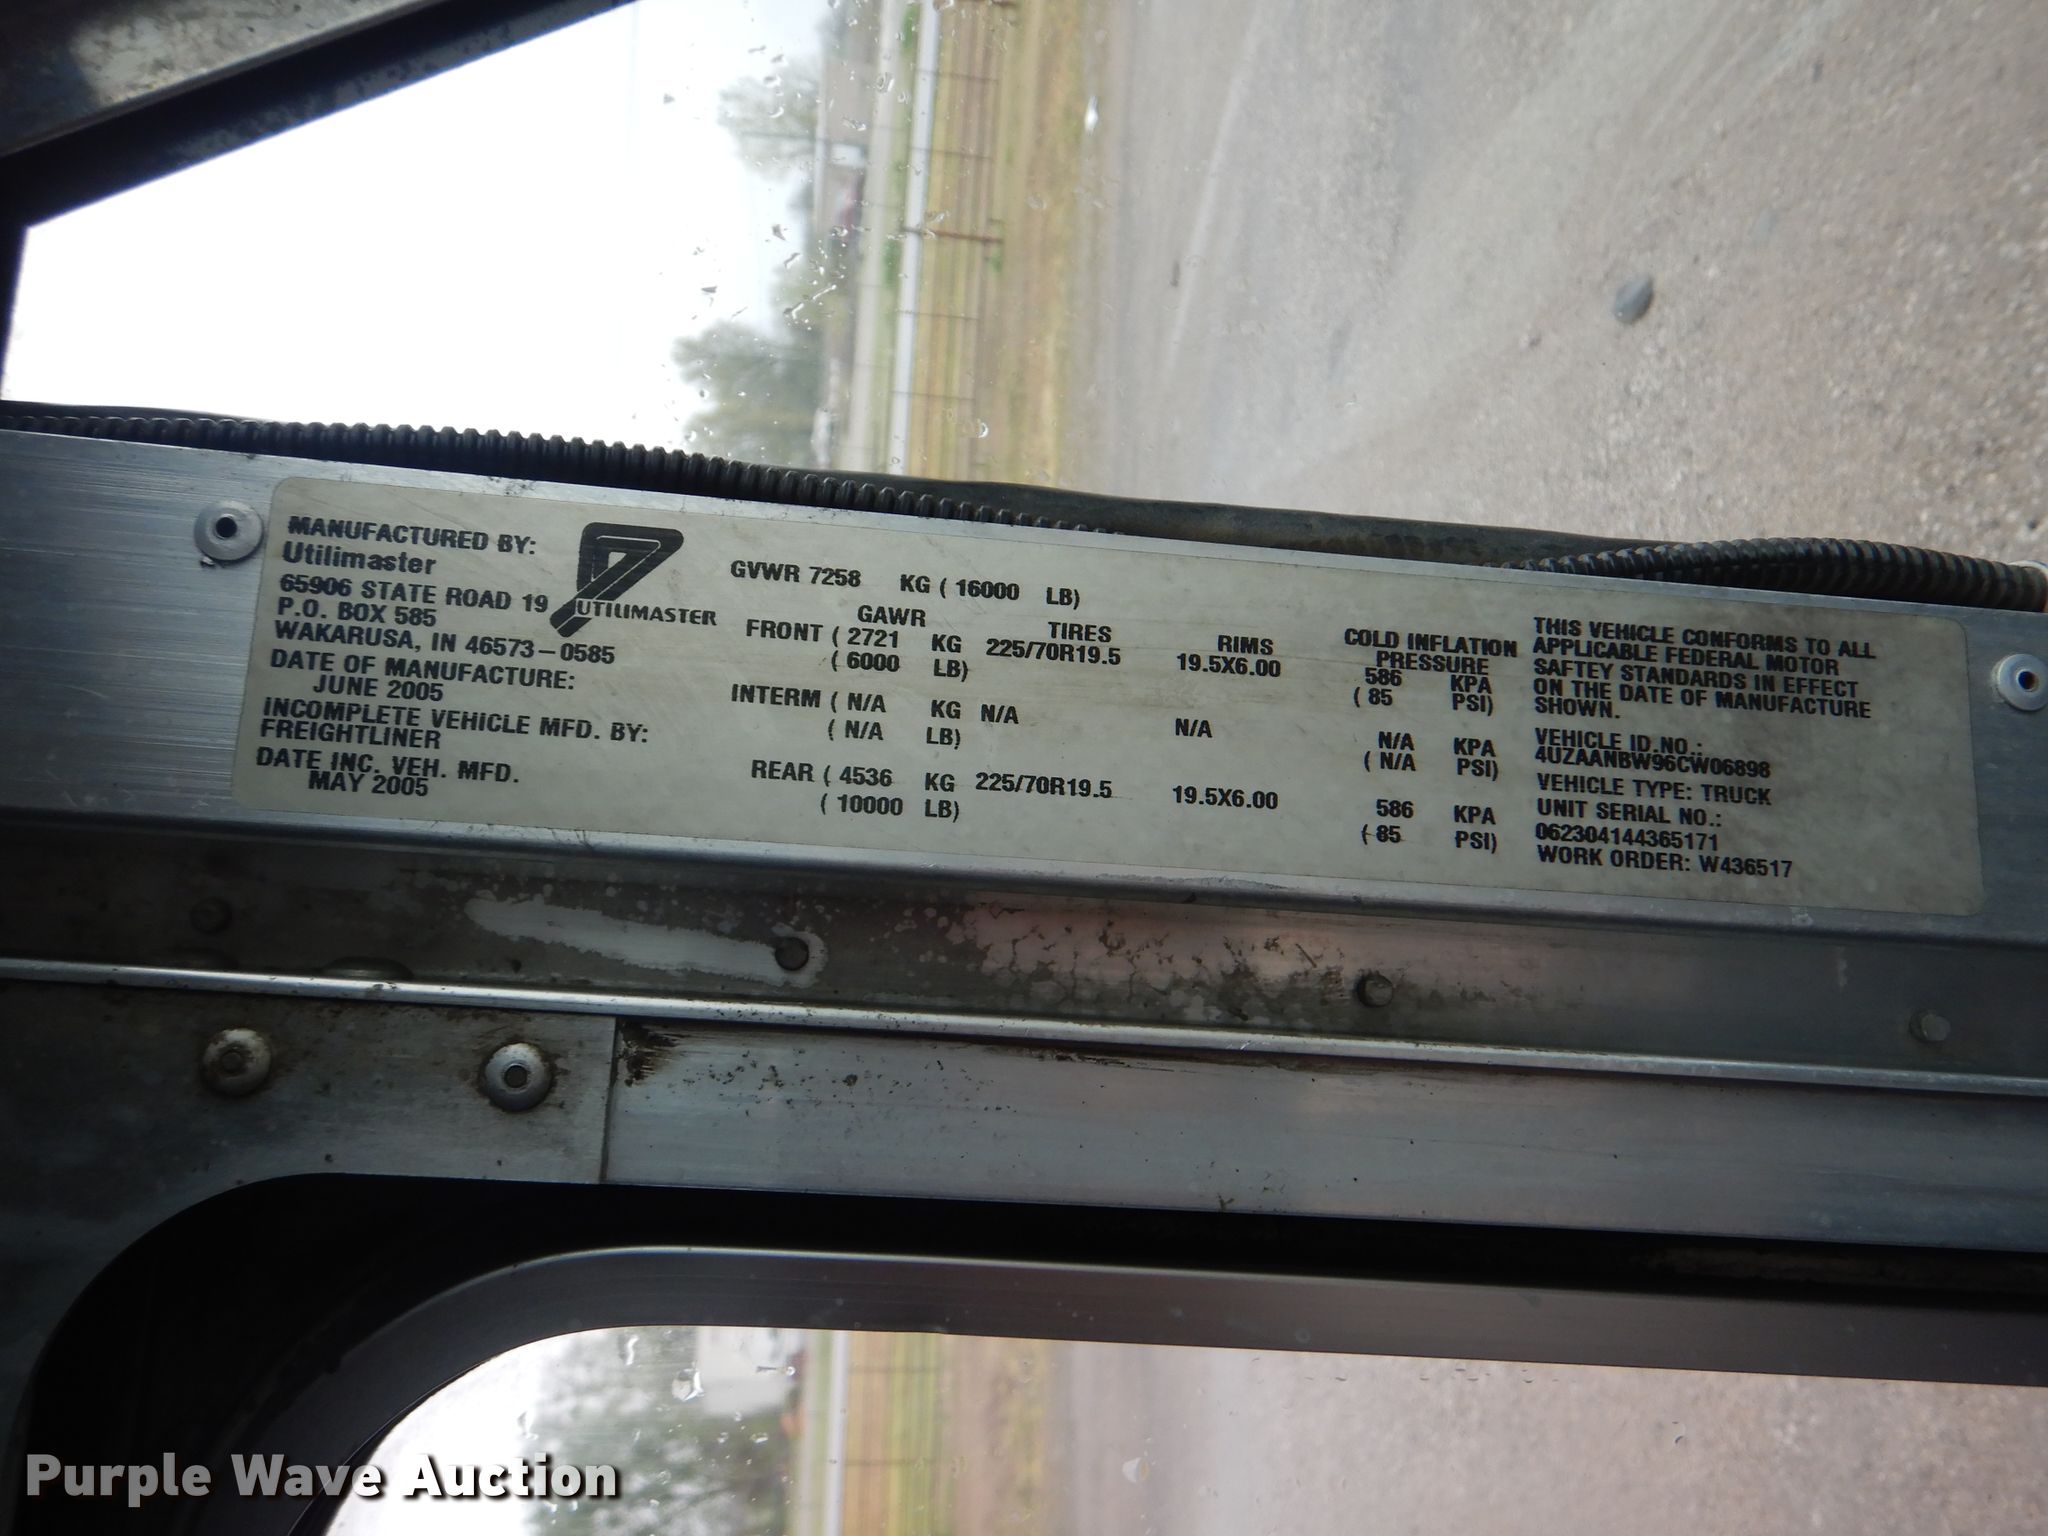 MANUFACTURED BY:
Utilimaster
65906 STATE ROAD 19
P.O. BOX 585
WAKARUSA, IN 46573-0585
DATE OF MANUFACTURE:
JUNE 2005
INCOMPLETE VEHICLE MFD. BY:
FREIGHTLINER
DATE INC. VEH. MFD.
MAY 2005
UTILIMASTER
GVWR 7258 KG ( 16000 LB)
GAWR TIRES RIMS COLD INFLATION PRESSURE
FRONT ( 2721 KG 225/70R19.5 19.5X6.00 586 KPA
( 6000 LB) ( 85 PSI)
INTERM ( N/A KG N/A N/A N/A KPA
( N/A LB) ( N/A PSI)
REAR ( 4536 KG 225/70R19.5 19.5X6.00 586 KPA
( 10000 LB) ( 85 PSI)
THIS VEHICLE CONFORMS TO ALL
APPLICABLE FEDERAL MOTOR
SAFTEY STANDARDS IN EFFECT
ON THE DATE OF MANUFACTURE
SHOWN.
VEHICLE ID.NO.:
4UZAANBW96CW06898
VEHICLE TYPE: TRUCK
UNIT SERIAL NO.:
062304144365171
WORK ORDER: W436517
Purple Wave Auction